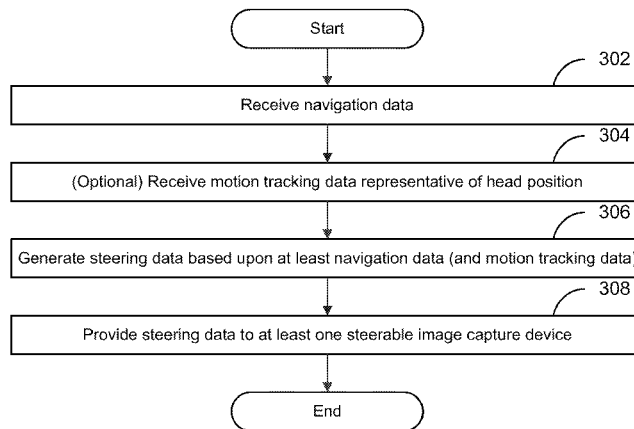 Start
302
Receive navigation data
304
(Optional) Receive motion tracking data representative of head position
306
Generate steering data based upon at least navigation data (and motion tracking data)
308
Provide steering data to at least one steerable image capture device
End